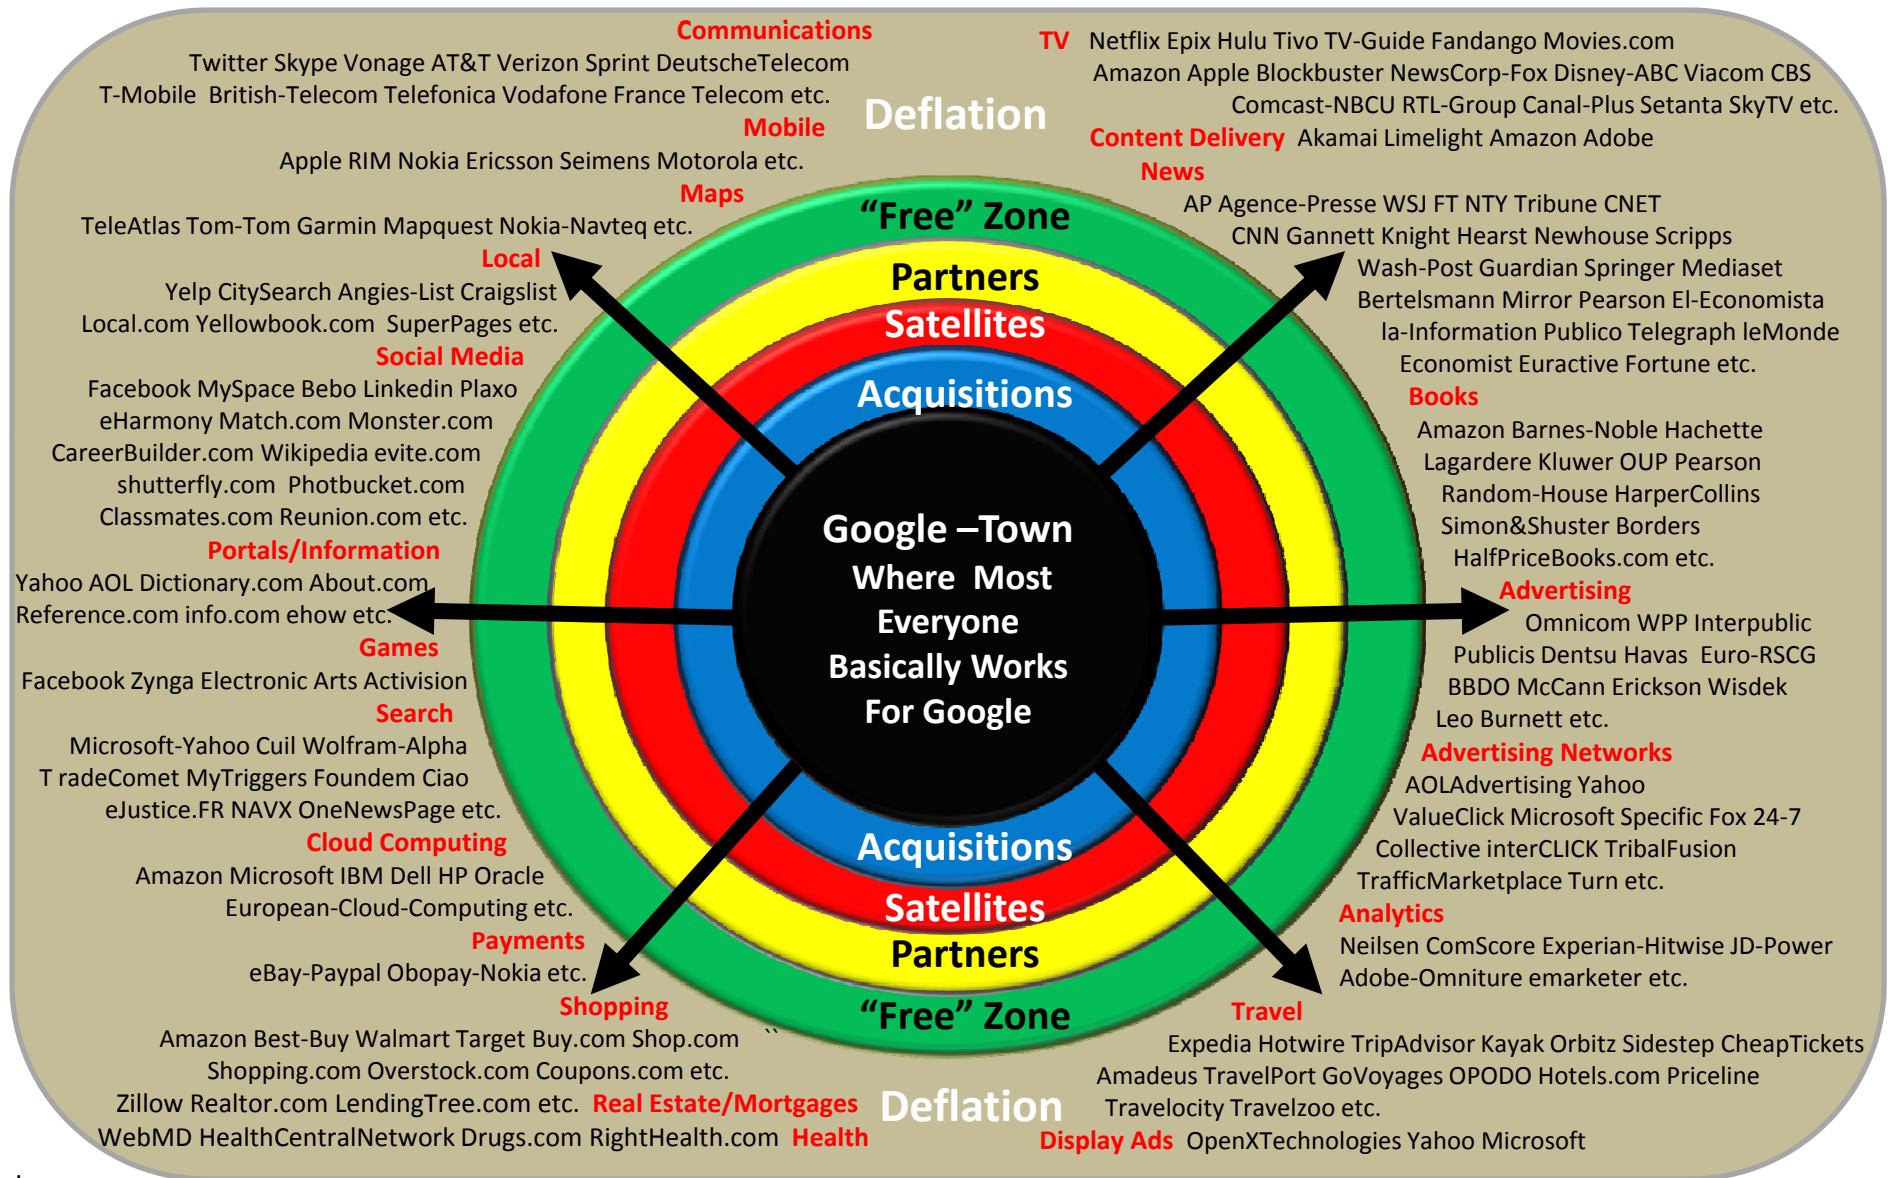 Communications
Twitter Skype Vonage AT&T Verizon Sprint DeutscheTelecom
T-Mobile British-Telecom Telefonica Vodafone France Telecom etc.
Mobile
Apple RIM Nokia Ericsson Seimens Motorola etc.
Maps
TeleAtlas Tom-Tom Garmin Mapquest Nokia-Navteq etc.
Local
Yelp CitySearch Angies-List Craigslist
Local.com Yellowbook.com SuperPages etc.
Social Media
Facebook MySpace Bebo Linkedin Plaxo
eHarmony Match.com Monster.com
CareerBuilder.com Wikipedia evite.com
shutterfly.com Photbucket.com
Classmates.com Reunion.com etc.
Portals/Information
Yahoo AOL Dictionary.com About.com
Reference.com info.com ehow etc.
Games
Facebook Zynga Electronic Arts Activision
Search
Microsoft-Yahoo Cuil Wolfram-Alpha
T radeComet MyTriggers Foundem Ciao
eJustice.FR NAVX OneNewsPage etc.
Cloud Computing
Amazon Microsoft IBM Dell HP Oracle
European-Cloud-Computing etc.
Payments
eBay-Paypal Obopay-Nokia etc.
Shopping
Amazon Best-Buy Walmart Target Buy.com Shop.com ``
Shopping.com Overstock.com Coupons.com etc.
Zillow Realtor.com LendingTree.com etc. Real Estate/Mortgages
WebMD HealthCentralNetwork Drugs.com RightHealth.com Health
.
Deflation
“Free” Zone
Partners
Satellites
Acquisitions
Google –Town
Where Most
Everyone
Basically Works
For Google
Acquisitions
Satellites
Partners
“Free” Zone
Deflation
TV Netflix Epix Hulu Tivo TV-Guide Fandango Movies.com
Amazon Apple Blockbuster NewsCorp-Fox Disney-ABC Viacom CBS
Comcast-NBCU RTL-Group Canal-Plus Setanta SkyTV etc.
Content Delivery Akamai Limelight Amazon Adobe
News
AP Agence-Presse WSJ FT NTY Tribune CNET
CNN Gannett Knight Hearst Newhouse Scripps
Wash-Post Guardian Springer Mediaset
Bertelsmann Mirror Pearson El-Economista
la-Information Publico Telegraph leMonde
Economist Euractive Fortune etc.
Books
Amazon Barnes-Noble Hachette
Lagardere Kluwer OUP Pearson
Random-House HarperCollins
Simon&Shuster Borders
HalfPriceBooks.com etc.
Advertising
Omnicom WPP Interpublic
Publicis Dentsu Havas Euro-RSCG
BBDO McCann Erickson Wisdek
Leo Burnett etc.
Advertising Networks
AOLAdvertising Yahoo
ValueClick Microsoft Specific Fox 24-7
Collective interCLICK TribalFusion
TrafficMarketplace Turn etc.
Analytics
Neilsen ComScore Experian-Hitwise JD-Power
Adobe-Omniture emarketer etc.
Travel
Expedia Hotwire TripAdvisor Kayak Orbitz Sidestep CheapTickets
Amadeus TravelPort GoVoyages OPODO Hotels.com Priceline
Travelocity Travelzoo etc.
Display Ads OpenXTechnologies Yahoo Microsoft